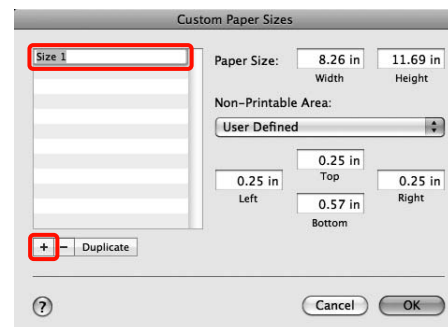 Custom Paper Sizes
Size 1
Paper Size:
8.26 in
11.69 in
Width
Height
Non-Printable Area:
User Defined
0.25 in
Top
0.25 in
0.25 in
Left
Right
0.57 in
Bottom
+ − Duplicate
?
Cancel
OK